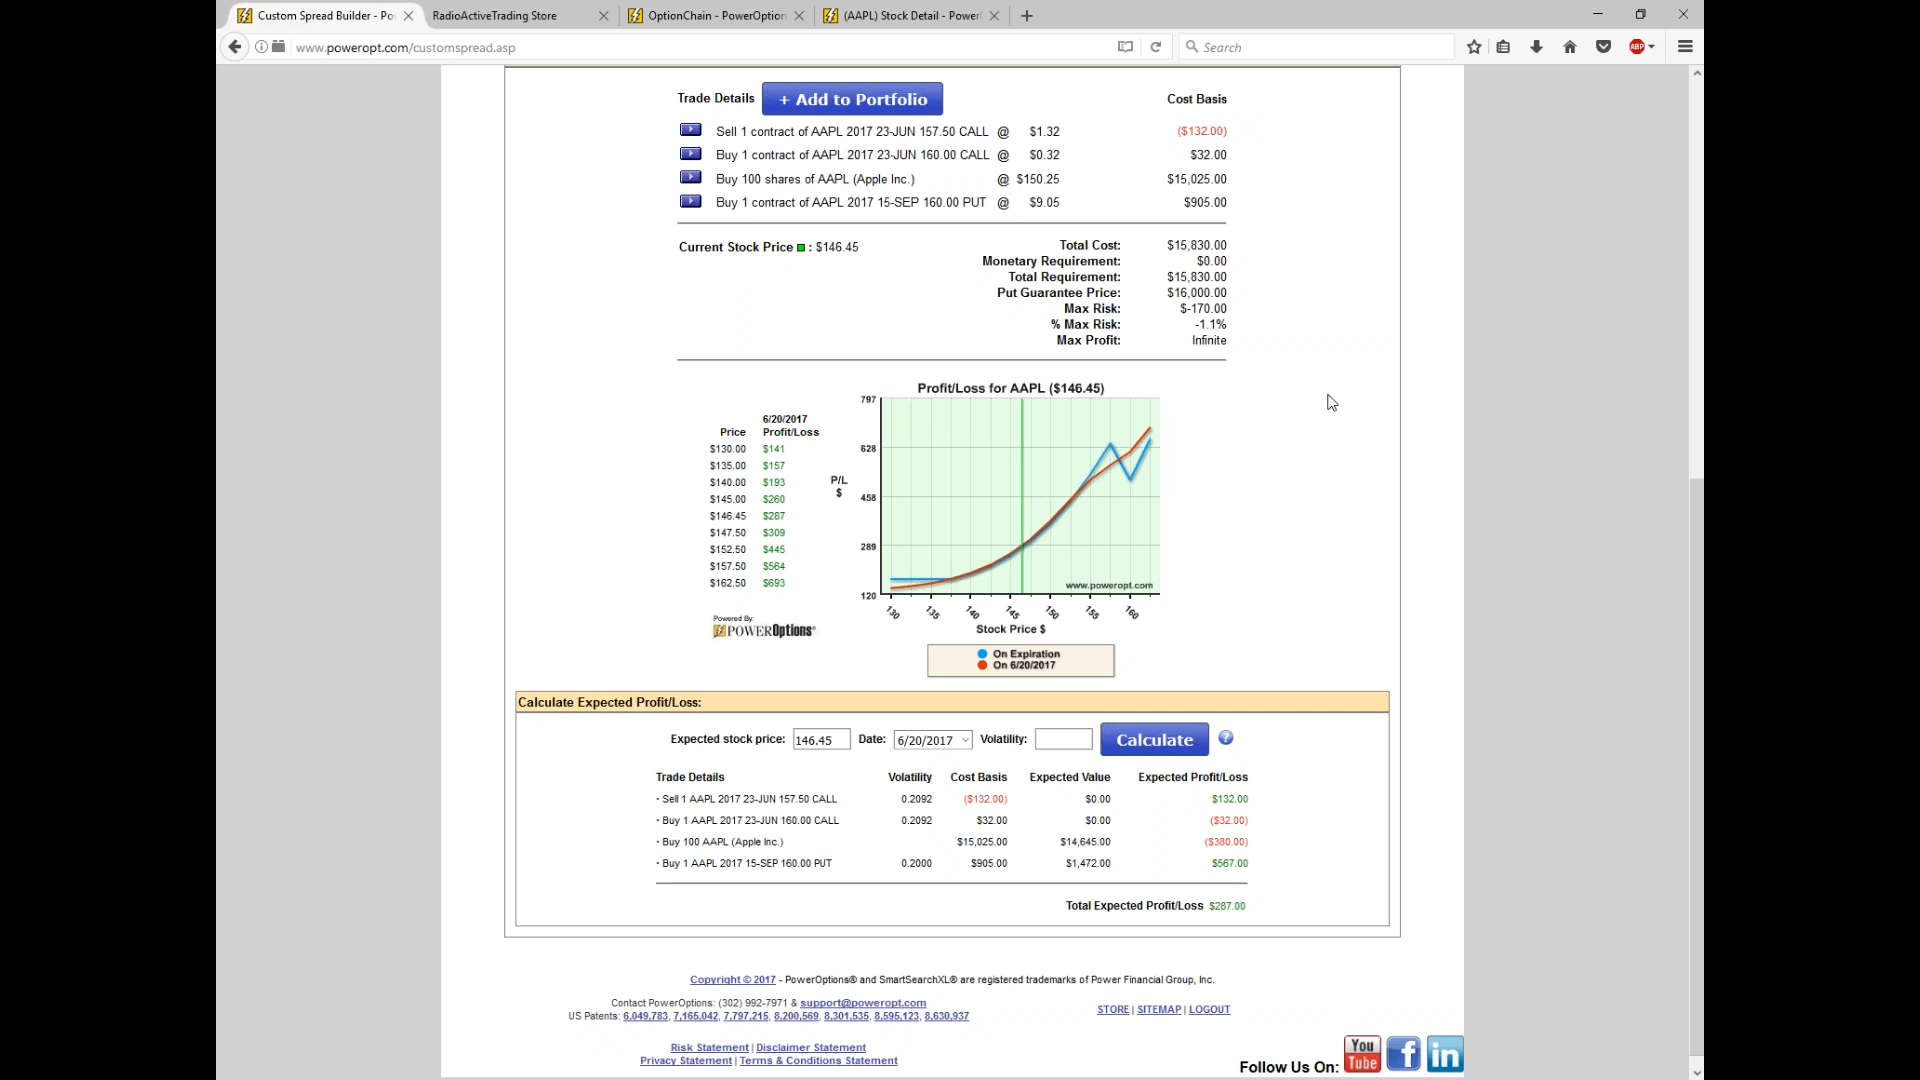 Custom Spread Builder - Po
RadioActiveTrading Store
OptionChain - PowerOption
(AAPL) Stock Detail - Power
www.poweropt.com/customspread.asp
Search
ABP
Trade Details
+ Add to Portfolio
Cost Basis
Sell 1 contract of AAPL 2017 23-JUN 157.50 CALL @ $1.32 ($132.00)
Buy 1 contract of AAPL 2017 23-JUN 160.00 CALL @ $0.32 $32.00
Buy 100 shares of AAPL (Apple Inc.) @ $150.25 $15,025.00
Buy 1 contract of AAPL 2017 15-SEP 160.00 PUT @ $9.05 $905.00
Current Stock Price : $146.45
Total Cost: $15,830.00
Monetary Requirement: $0.00
Total Requirement: $15,830.00
Put Guarantee Price: $16,000.00
Max Risk: $-170.00
% Max Risk: -1.1%
Max Profit: Infinite
6/20/2017
Price Profit/Loss
$130.00 $141
$135.00 $157
$140.00 $193
$145.00 $260
$146.45 $287
$147.50 $309
$152.50 $445
$157.50 $564
$162.50 $693
Powered By:
POWEROptions®
Profit/Loss for AAPL ($146.45)
797
628
P/L
$
458
289
120
www.poweropt.com
130 135 140 145 150 155 160
Stock Price $
On Expiration
On 6/20/2017
Calculate Expected Profit/Loss:
Expected stock price: 146.45 Date: 6/20/2017 Volatility: Calculate ?
Trade Details Volatility Cost Basis Expected Value Expected Profit/Loss
· Sell 1 AAPL 2017 23-JUN 157.50 CALL 0.2092 ($132.00) $0.00 $132.00
· Buy 1 AAPL 2017 23-JUN 160.00 CALL 0.2092 $32.00 $0.00 ($32.00)
· Buy 100 AAPL (Apple Inc.) $15,025.00 $14,645.00 ($380.00)
· Buy 1 AAPL 2017 15-SEP 160.00 PUT 0.2000 $905.00 $1,472.00 $567.00
Total Expected Profit/Loss $287.00
Copyright © 2017 - PowerOptions® and SmartSearchXL® are registered trademarks of Power Financial Group, Inc.
Contact PowerOptions: (302) 992-7971 & support@poweropt.com
US Patents: 6,049,783, 7,165,042, 7,797,215, 8,200,569, 8,301,535, 8,595,123, 8,630,937
STORE | SITEMAP | LOGOUT
Risk Statement | Disclaimer Statement
Privacy Statement | Terms & Conditions Statement
Follow Us On:
You
Tube
f
in